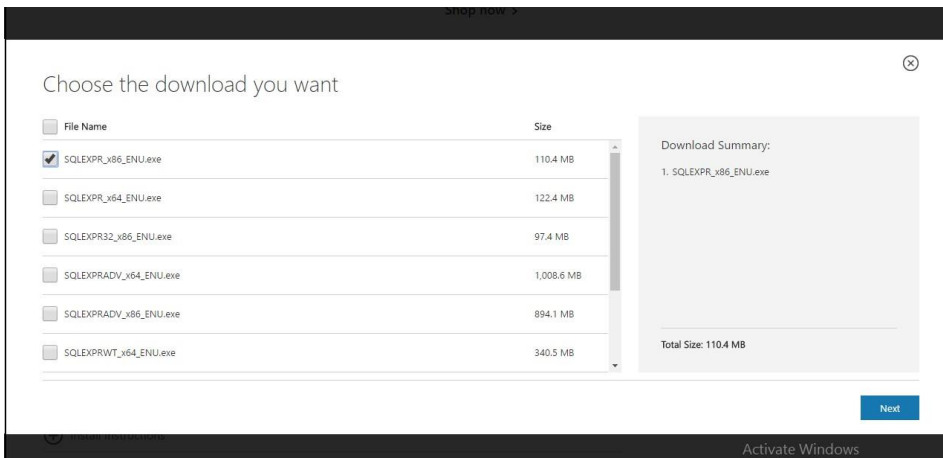 Shop now >
Choose the download you want
File Name Size
SQLEXPR_x86_ENU.exe 110.4 MB
SQLEXPR_x64_ENU.exe 122.4 MB
SQLEXPR32_x86_ENU.exe 97.4 MB
SQLEXPRADV_x64_ENU.exe 1,008.6 MB
SQLEXPRADV_x86_ENU.exe 894.1 MB
SQLEXPRWT_x64_ENU.exe 340.5 MB
Download Summary:
1. SQLEXPR_x86_ENU.exe
Total Size: 110.4 MB
Next
Install Instructions
Activate Windows